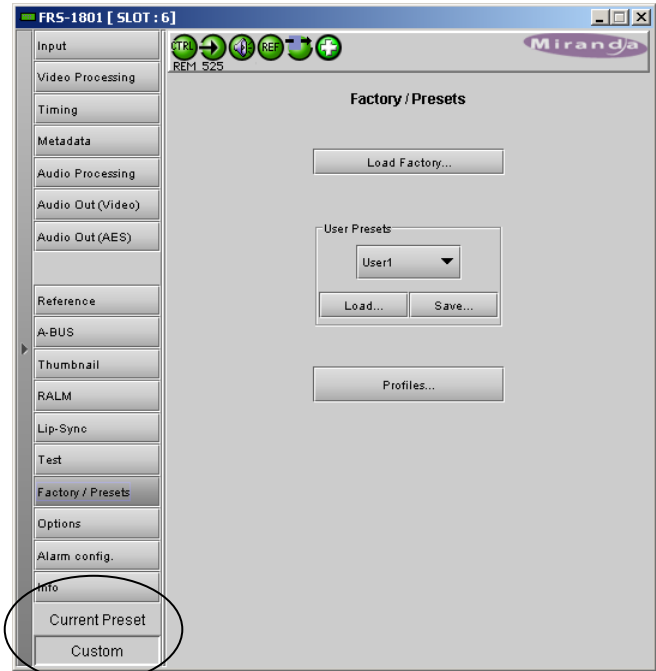 FRS-1801 [ SLOT : 6]
Input
Video Processing
Timing
Metadata
Audio Processing
Audio Out (Video)
Audio Out (AES)
Reference
A-BUS
Thumbnail
RALM
Lip-Sync
Test
Factory / Presets
Options
Alarm config.
Info
Current Preset
Custom
CTRL
REF
REM 525
Miranda
Factory / Presets
Load Factory...
User Presets
User1
Load...
Save...
Profiles...